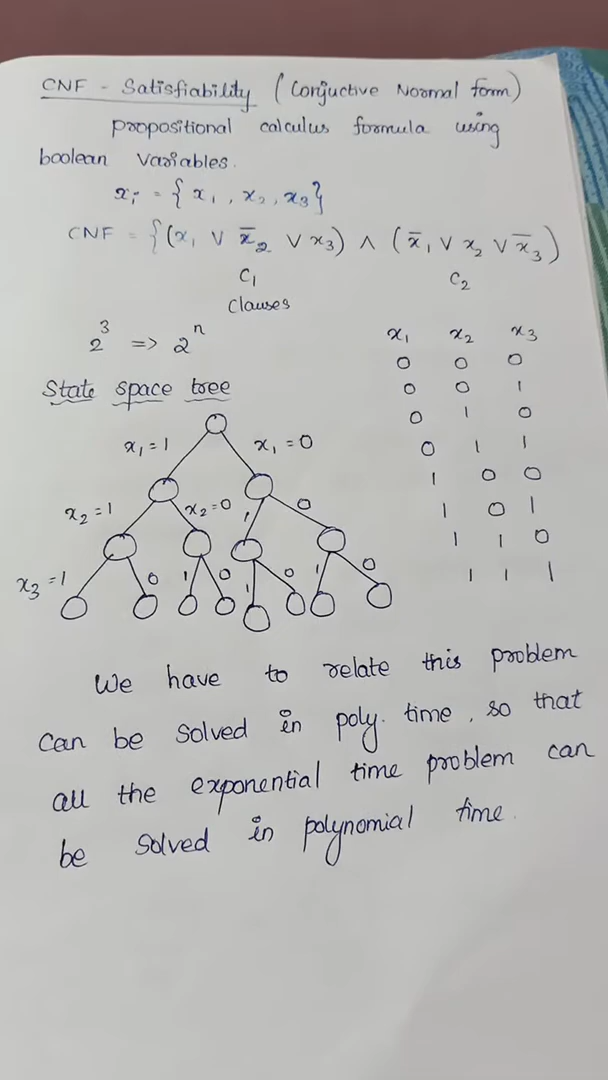 CNF - Satisfiability (Conjuctive Normal form)
propositional calculus formula using
boolean variables.
xᵢ = {x₁, x₂, x₃}
CNF = {(x₁ ∨ x̄₂ ∨ x₃) ∧ (x̄₁ ∨ x₂ ∨ x̄₃)
C₁ C₂
clauses
2³ => 2ⁿ
x₁ x₂ x₃
0 0 0
0 0 1
0 1 0
0 1 1
1 0 0
1 0 1
1 1 0
1 1 1
State space tree
x₁ = 1 x₁ = 0
x₂ = 1 x₂ = 0 1 0
x₃ = 1 0 1 0 1 0 1 0
We have to relate this problem
can be solved in poly. time, so that
all the exponential time problem can
be solved in polynomial time.